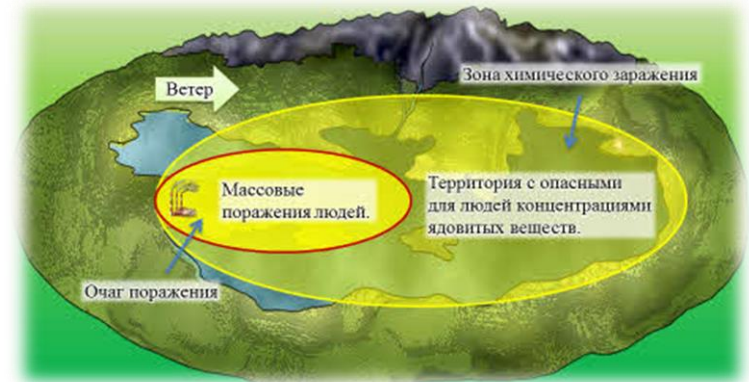 Зона химического заражения
Ветер
Массовые
поражения людей.
Территория с опасными
для людей концентрациями
ядовитых веществ.
Очаг поражения